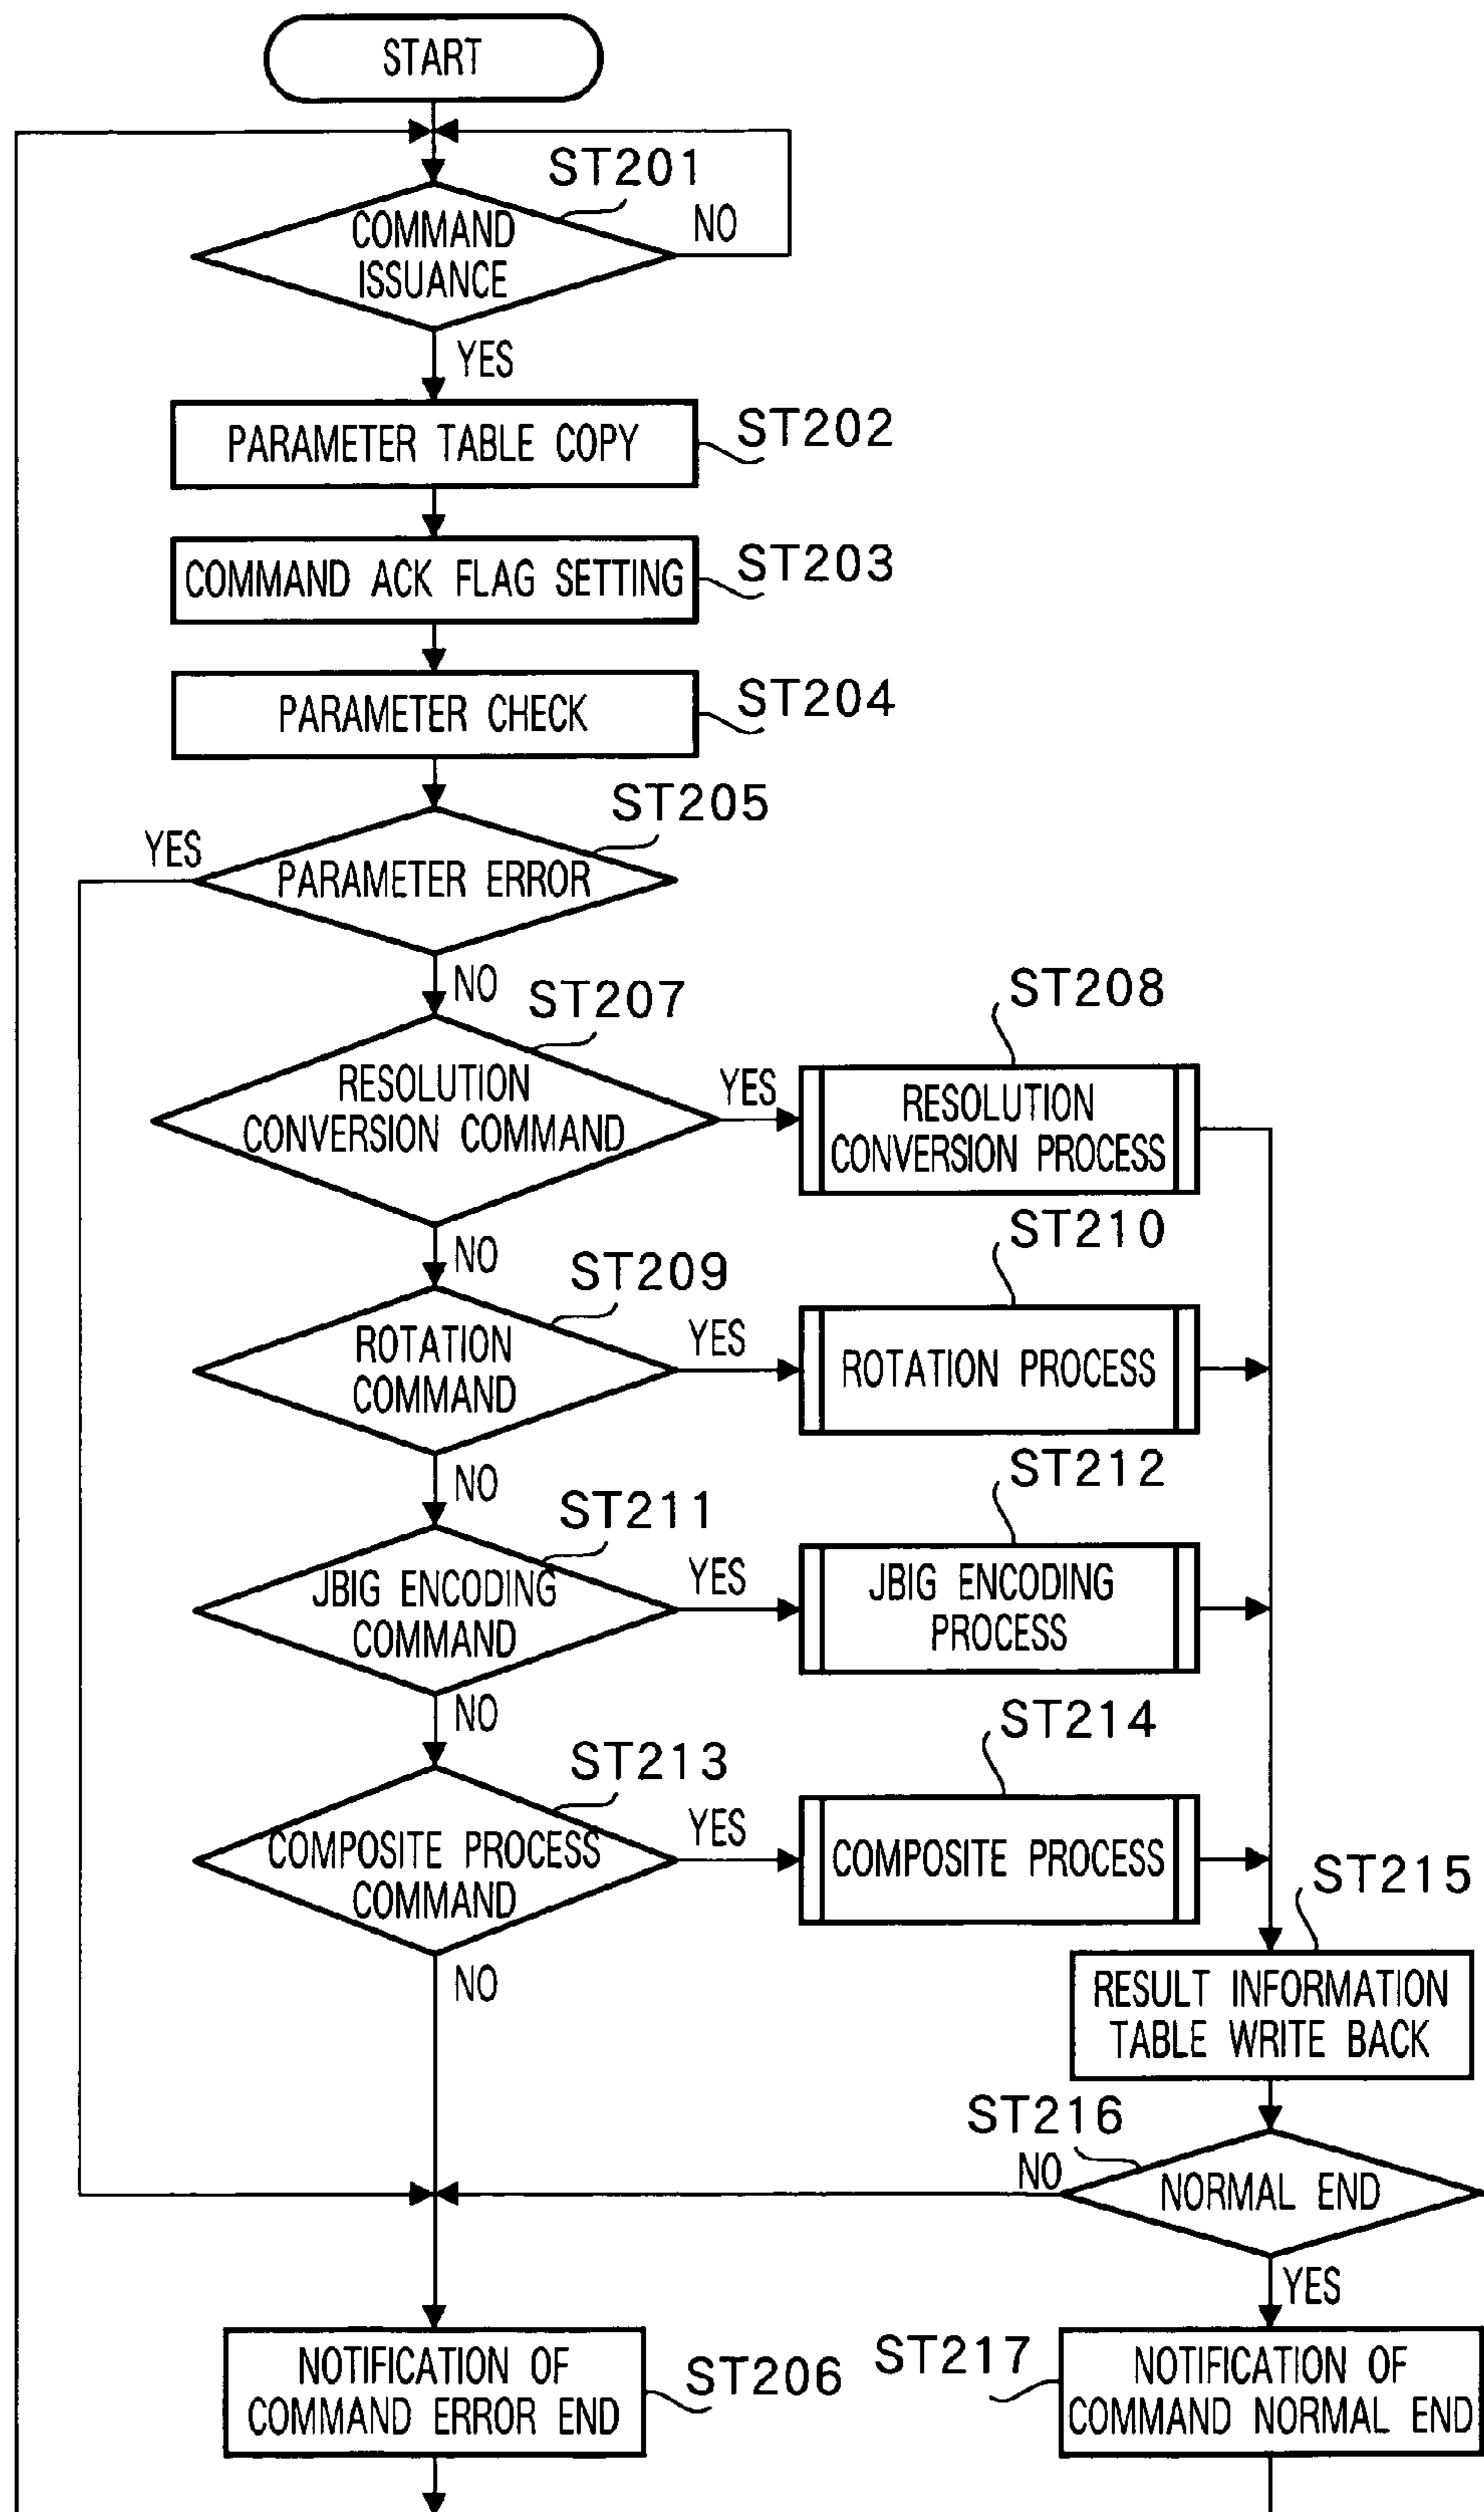 START
ST201
COMMAND
ISSUANCE
NO
YES
PARAMETER TABLE COPY
ST202
COMMAND ACK FLAG SETTING
ST203
PARAMETER CHECK
ST204
ST205
YES
PARAMETER ERROR
NO
ST207
ST208
RESOLUTION
CONVERSION COMMAND
YES
RESOLUTION
CONVERSION PROCESS
NO
ST209
ST210
ROTATION
COMMAND
YES
ROTATION PROCESS
NO
ST211
ST212
JBIG ENCODING
COMMAND
YES
JBIG ENCODING
PROCESS
NO
ST213
ST214
COMPOSITE PROCESS
COMMAND
YES
COMPOSITE PROCESS
NO
ST215
RESULT INFORMATION
TABLE WRITE BACK
ST216
NO
NORMAL END
YES
NOTIFICATION OF
COMMAND ERROR END
ST206
ST217
NOTIFICATION OF
COMMAND NORMAL END